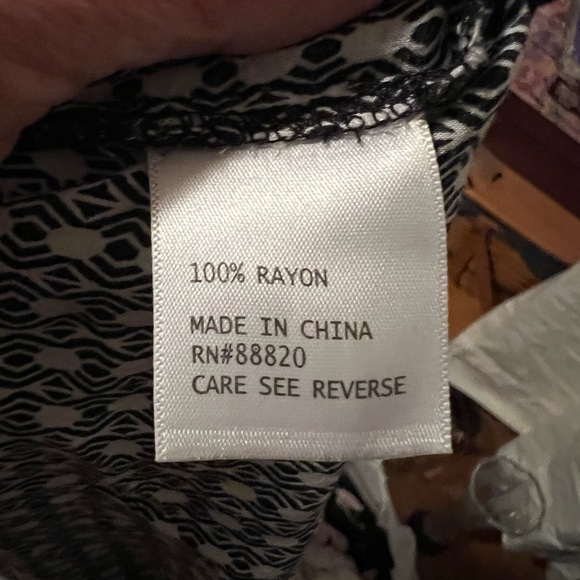 100% RAYON
MADE IN CHINA
RN#88820
CARE SEE REVERSE